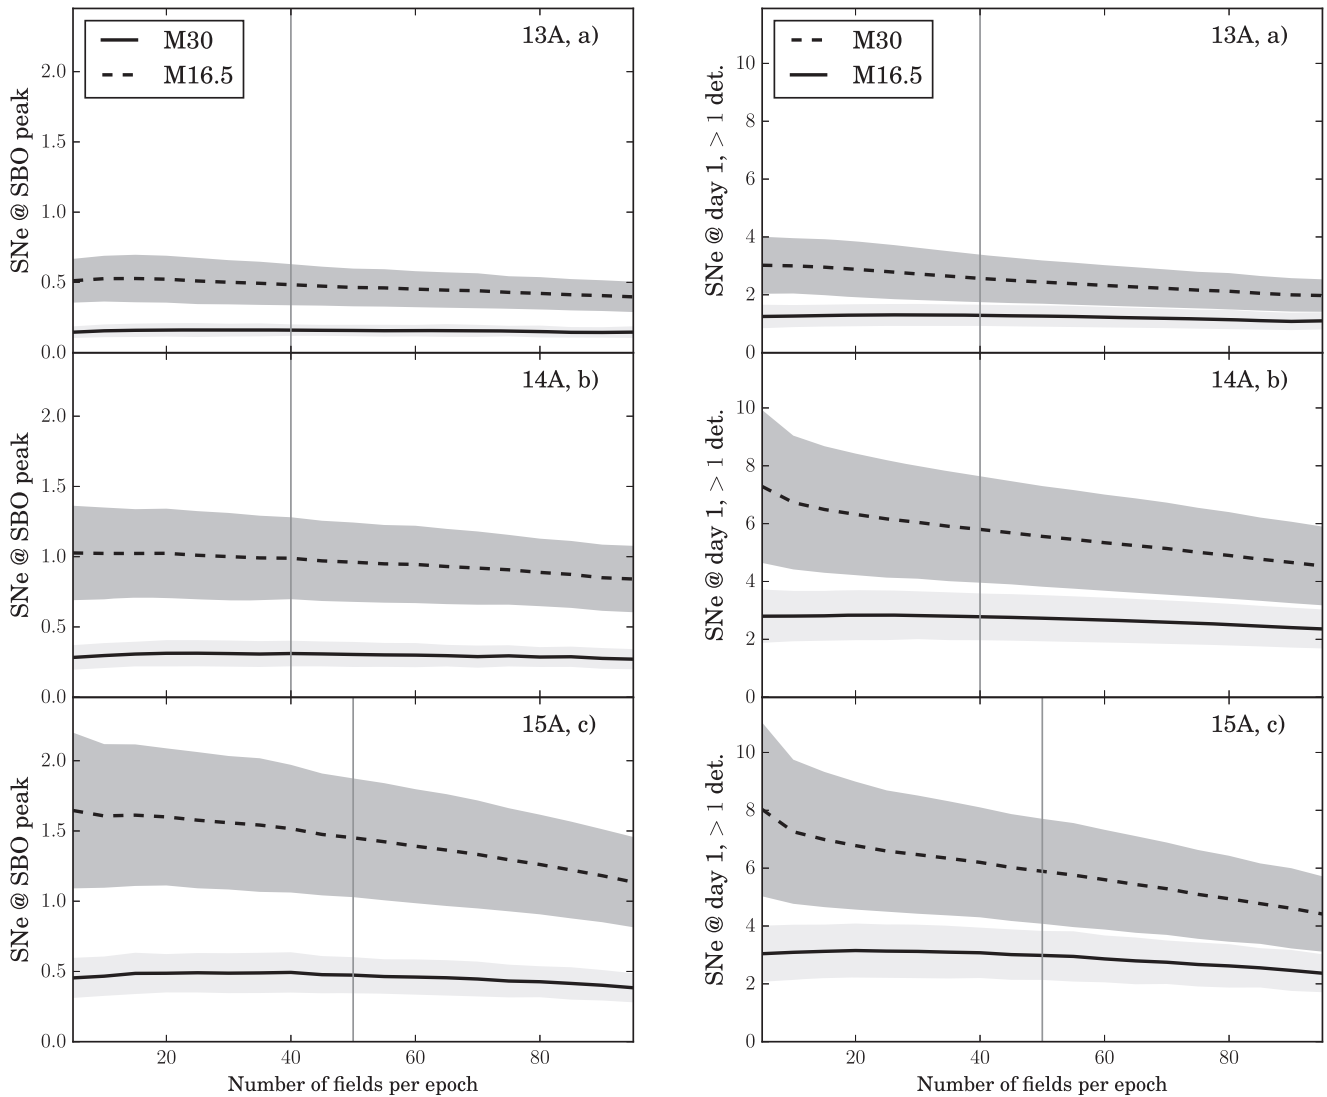 M30
M16.5
13A, a)
SNe @ SBO peak
2.0
1.5
1.0
0.5
0.0
M30
M16.5
13A, a)
SNe @ day 1, > 1 det.
10
8
6
4
2
0
14A, b)
SNe @ SBO peak
2.0
1.5
1.0
0.5
0.0
14A, b)
SNe @ day 1, > 1 det.
10
8
6
4
2
0
15A, c)
SNe @ SBO peak
2.0
1.5
1.0
0.5
0.0
20 40 60 80
Number of fields per epoch
15A, c)
SNe @ day 1, > 1 det.
10
8
6
4
2
0
20 40 60 80
Number of fields per epoch